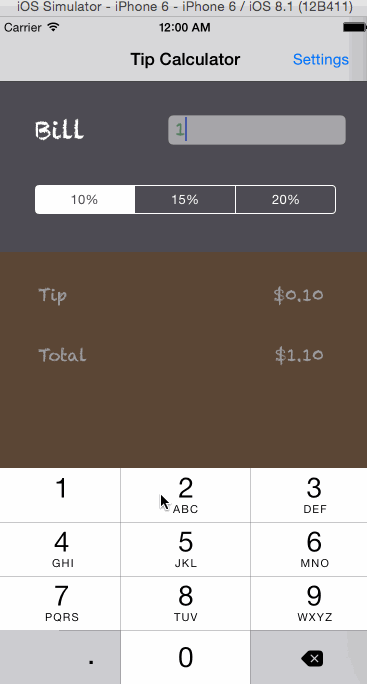 iOS Simulator - iPhone 6 - iPhone 6 / iOS 8.1 (12B411)
Carrier 12:00 AM
Tip Calculator Settings
Bill 1
10% 15% 20%
Tip $0.10
Total $1.10
1 2 3
ABC DEF
4 5 6
GHI JKL MNO
7 8 9
PQRS TUV WXYZ
. 0